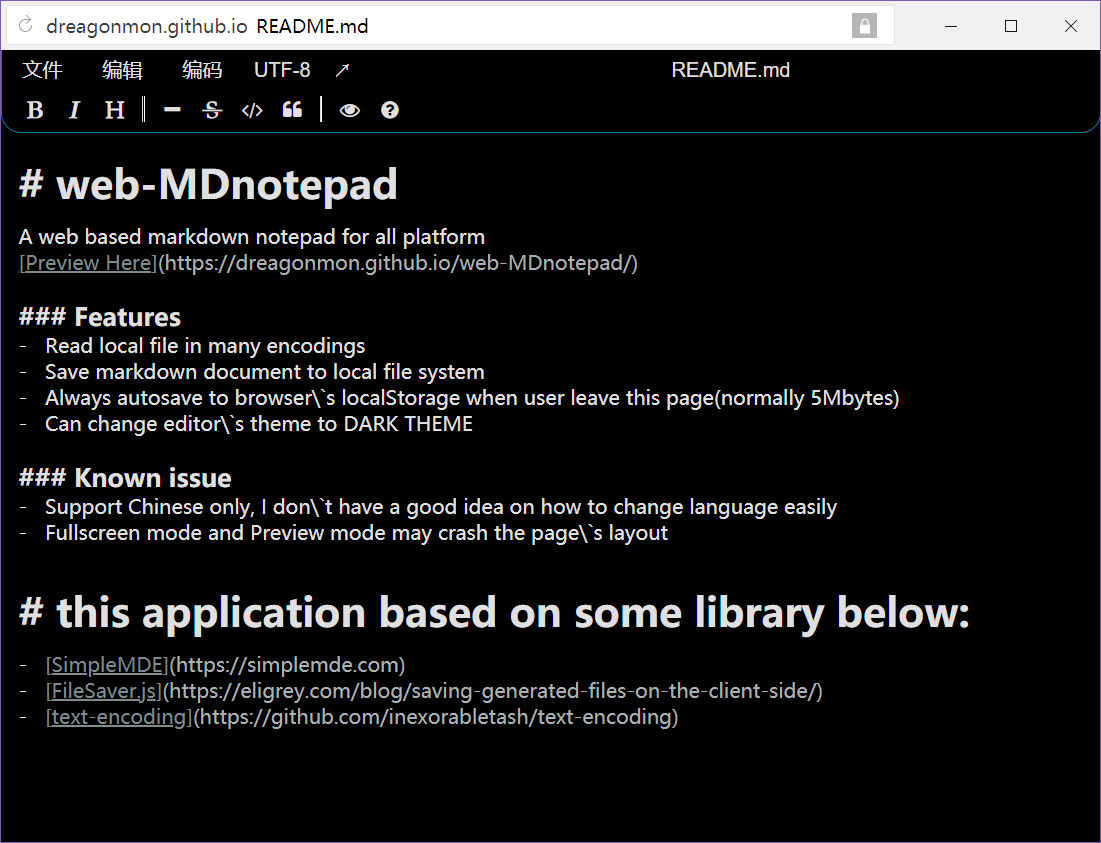 dreagonmon.github.io README.md
文件 编辑 编码 UTF-8 ↗ README.md
B I H S </> ❝ ?
# web-MDnotepad
A web based markdown notepad for all platform
[Preview Here](https://dreagonmon.github.io/web-MDnotepad/)
### Features
- Read local file in many encodings
- Save markdown document to local file system
- Always autosave to browser\`s localStorage when user leave this page(normally 5Mbytes)
- Can change editor\`s theme to DARK THEME
### Known issue
- Support Chinese only, I don\`t have a good idea on how to change language easily
- Fullscreen mode and Preview mode may crash the page\`s layout
# this application based on some library below:
- [SimpleMDE](https://simplemde.com)
- [FileSaver.js](https://eligrey.com/blog/saving-generated-files-on-the-client-side/)
- [text-encoding](https://github.com/inexorabletash/text-encoding)